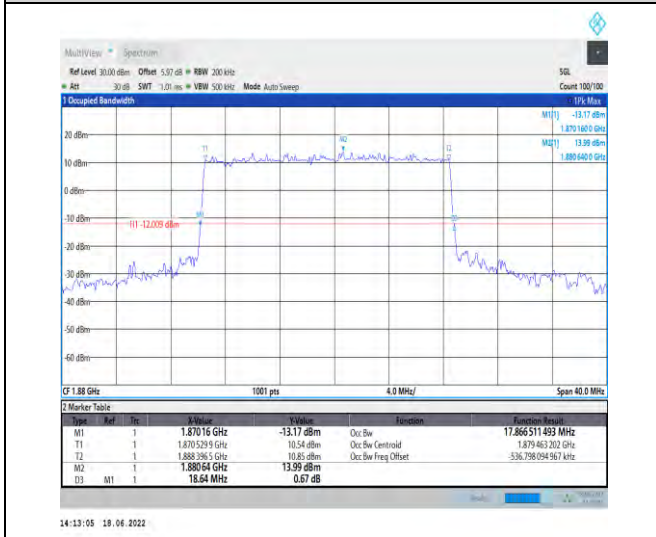 MultiView Spectrum
Ref Level 30.00 dBm Offset 5.97 dB RBW 200 kHz SGL
Att 30 dB SWT 1.01 ms VBW 500 kHz Mode Auto Sweep Count 100/100
1 Occupied Bandwidth 1Pk Max
M1[1] -13.17 dBm
1.870 160 0 GHz
M2[1] 13.99 dBm
1.880 640 0 GHz
20 dBm
M2
T1
T2
10 dBm
0 dBm
-10 dBm
M1
H1 -12.009 dBm
-20 dBm
-30 dBm
-40 dBm
-50 dBm
-60 dBm
CF 1.88 GHz 1001 pts 4.0 MHz/ Span 40.0 MHz
2 Marker Table
Type Ref Trc X-Value Y-Value Function Function Result
M1 1 1.87016 GHz -13.17 dBm Occ Bw 17.866 511 493 MHz
T1 1 1.870 529 9 GHz 10.54 dBm Occ Bw Centroid 1.879 463 202 GHz
T2 1 1.888 396 5 GHz 10.85 dBm Occ Bw Freq Offset -536.798 094 967 kHz
M2 1 1.88064 GHz 13.99 dBm
D3 M1 1 18.64 MHz 0.67 dB
14:13:05 18.06.2022